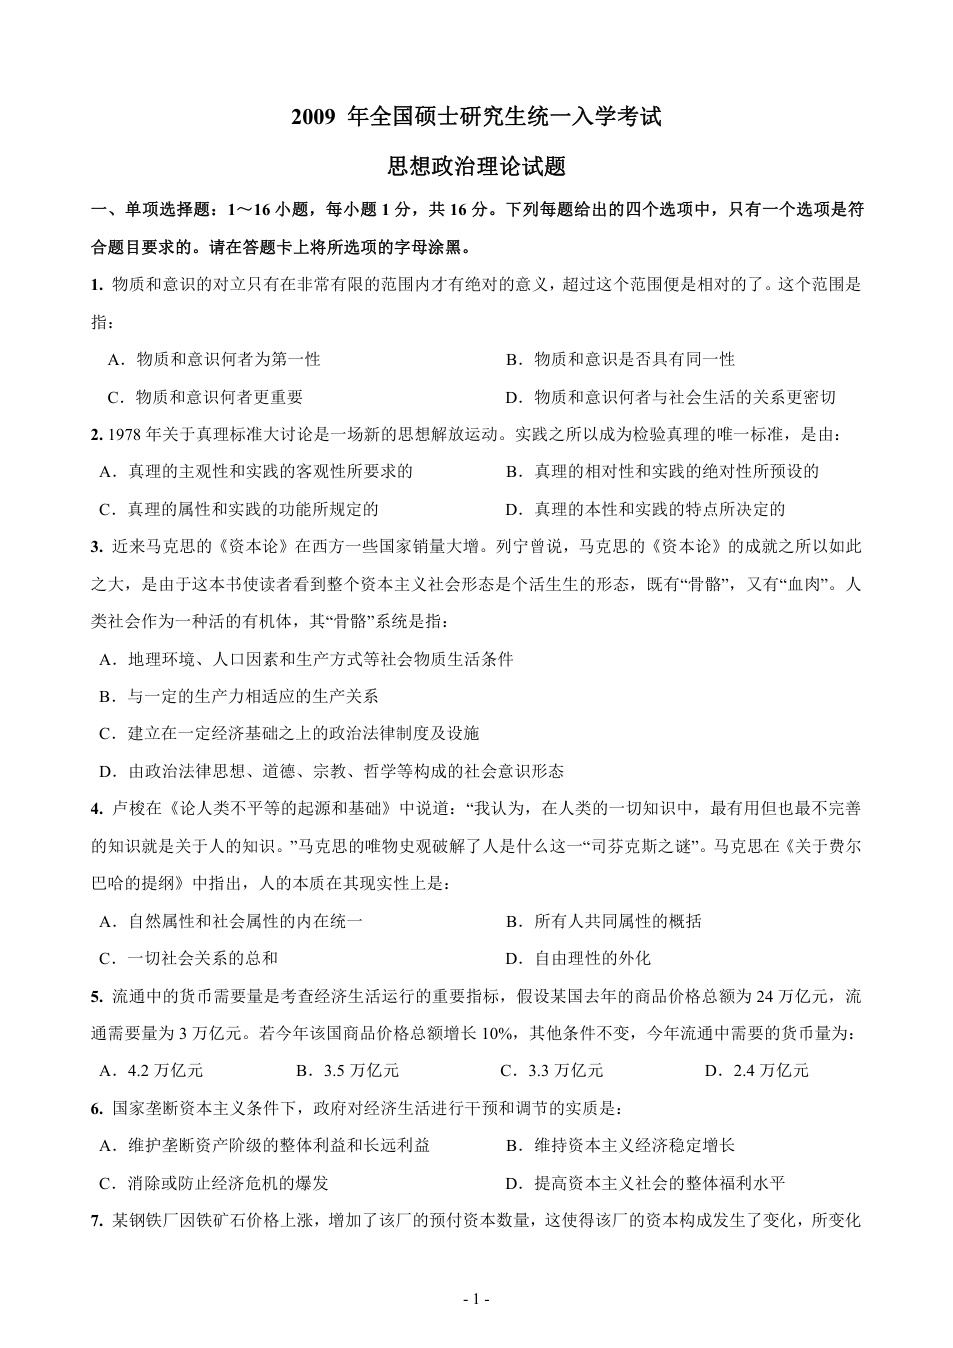 2009 年全国硕士研究生统一入学考试
思想政治理论试题
一、单项选择题：1～16 小题，每小题 1 分，共 16 分。下列每题给出的四个选项中，只有一个选项是符
合题目要求的。请在答题卡上将所选项的字母涂黑。
1. 物质和意识的对立只有在非常有限的范围内才有绝对的意义，超过这个范围便是相对的了。这个范围是
指：
A．物质和意识何者为第一性 B．物质和意识是否具有同一性
C．物质和意识何者更重要 D．物质和意识何者与社会生活的关系更密切
2. 1978 年关于真理标准大讨论是一场新的思想解放运动。实践之所以成为检验真理的唯一标准，是由：
A．真理的主观性和实践的客观性所要求的 B．真理的相对性和实践的绝对性所预设的
C．真理的属性和实践的功能所规定的 D．真理的本性和实践的特点所决定的
3. 近来马克思的《资本论》在西方一些国家销量大增。列宁曾说，马克思的《资本论》的成就之所以如此
之大，是由于这本书使读者看到整个资本主义社会形态是个活生生的形态，既有“骨骼”，又有“血肉”。人
类社会作为一种活的有机体，其“骨骼”系统是指：
A．地理环境、人口因素和生产方式等社会物质生活条件
B．与一定的生产力相适应的生产关系
C．建立在一定经济基础之上的政治法律制度及设施
D．由政治法律思想、道德、宗教、哲学等构成的社会意识形态
4. 卢梭在《论人类不平等的起源和基础》中说道：“我认为，在人类的一切知识中，最有用但也最不完善
的知识就是关于人的知识。”马克思的唯物史观破解了人是什么这一“司芬克斯之谜”。马克思在《关于费尔
巴哈的提纲》中指出，人的本质在其现实性上是：
A．自然属性和社会属性的内在统一 B．所有人共同属性的概括
C．一切社会关系的总和 D．自由理性的外化
5. 流通中的货币需要量是考查经济生活运行的重要指标，假设某国去年的商品价格总额为 24 万亿元，流
通需要量为 3 万亿元。若今年该国商品价格总额增长 10%，其他条件不变，今年流通中需要的货币量为：
A．4.2 万亿元 B．3.5 万亿元 C．3.3 万亿元 D．2.4 万亿元
6. 国家垄断资本主义条件下，政府对经济生活进行干预和调节的实质是：
A．维护垄断资产阶级的整体利益和长远利益 B．维持资本主义经济稳定增长
C．消除或防止经济危机的爆发 D．提高资本主义社会的整体福利水平
7. 某钢铁厂因铁矿石价格上涨，增加了该厂的预付资本数量，这使得该厂的资本构成发生了变化，所变化
- 1 -